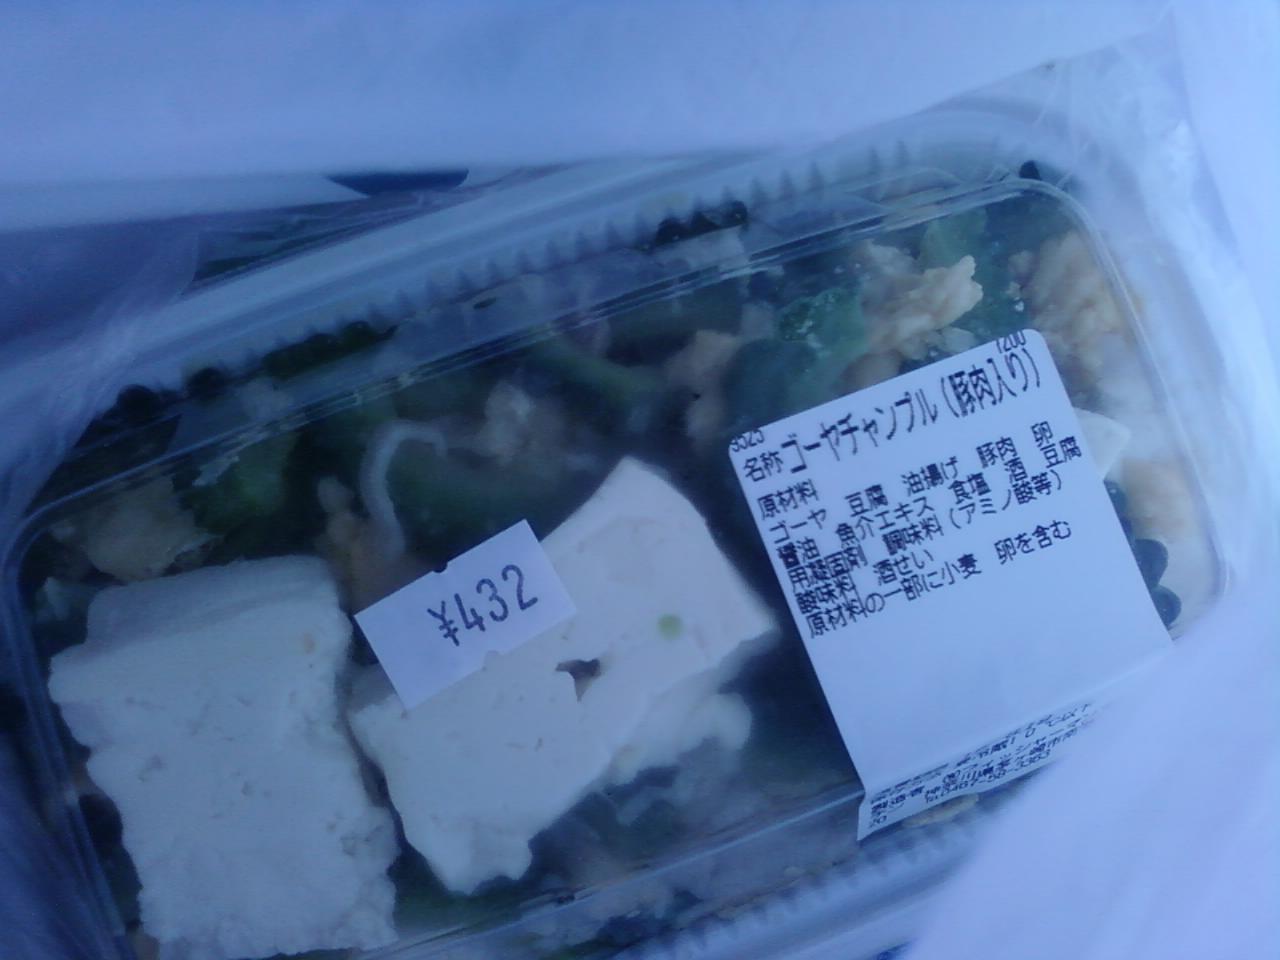 ¥432
1200
9525
名称 ゴーヤチャンプル(豚肉入り)
原材料
ゴーヤ 豆腐 油揚げ 豚肉 卵
醤油 魚介エキス 食塩 酒 豆腐
用凝固剤 調味料(アミノ酸等)
酸味料 酒せい
原材料の一部に小麦 卵を含む